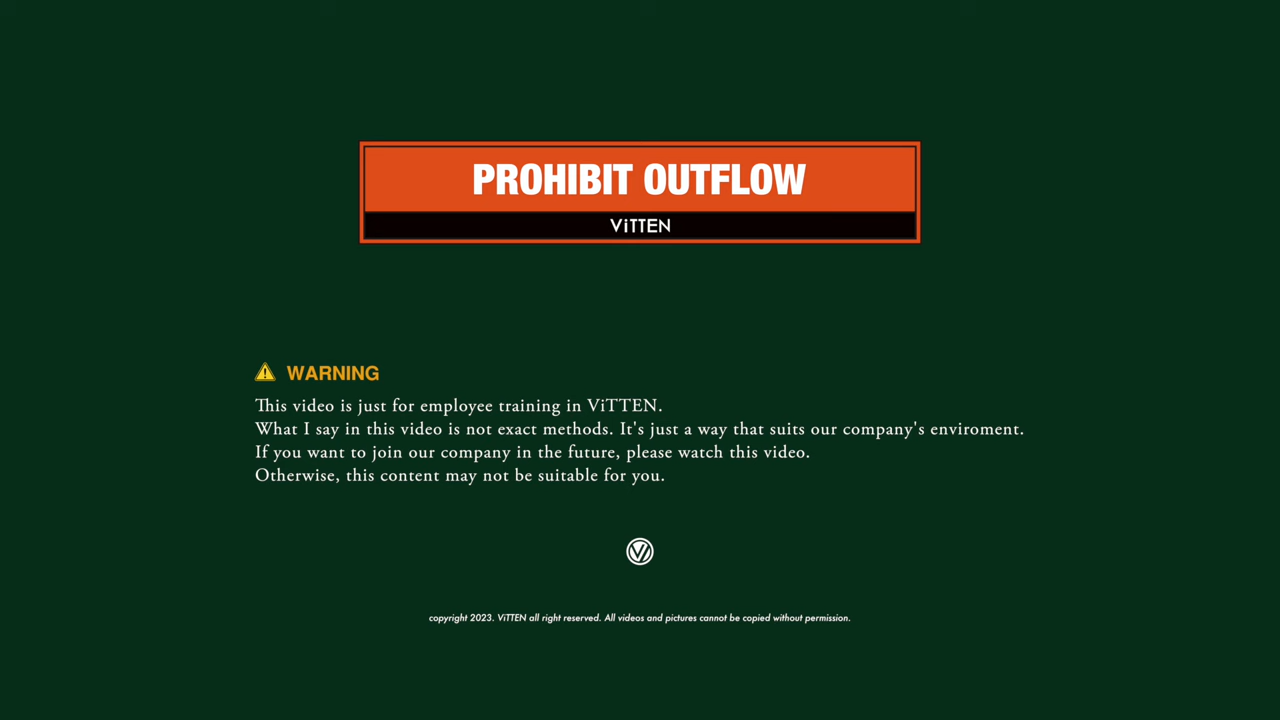 PROHIBIT OUTFLOW
ViTTEN
WARNING
This video is just for employee training in ViTTEN.
What I say in this video is not exact methods. It's just a way that suits our company's enviroment.
If you want to join our company in the future, please watch this video.
Otherwise, this content may not be suitable for you.
copyright 2023. ViTTEN all right reserved. All videos and pictures cannot be copied without permission.